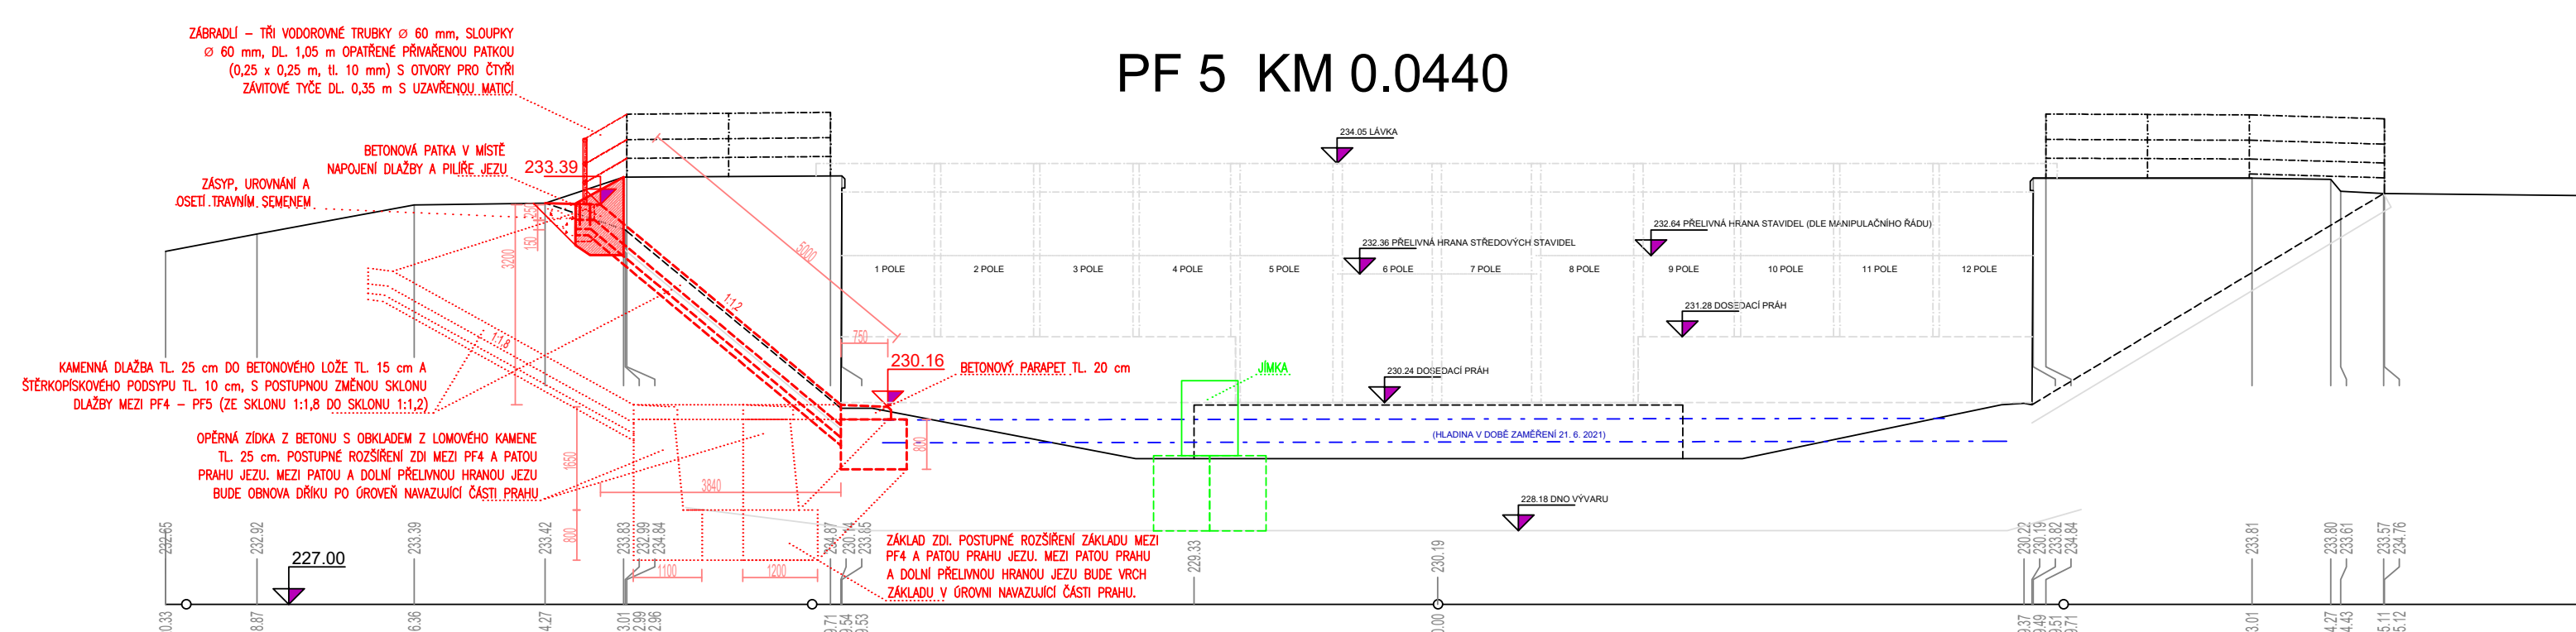 PF 5 KM 0.0440
ZÁBRADLÍ – TŘI VODOROVNÉ TRUBKY Ø 60 mm, SLOUPKY
Ø 60 mm, DL. 1,05 m OPATŘENÉ PŘIVAŘENOU PATKOU
(0,25 x 0,25 m, tl. 10 mm) S OTVORY PRO ČTYŘI
ZÁVITOVÉ TYČE DL. 0,35 m S UZAVŘENOU MATICÍ
BETONOVÁ PATKA V MÍSTĚ
NAPOJENÍ DLAŽBY A PILÍŘE JEZU
233.39
ZÁSYP, UROVNÁNÍ A
OSETÍ TRAVNÍM SEMENEM
250
150
3200
5000
1:1,2
1:1,8
750
230.16
BETONOVÝ PARAPET TL. 20 cm
KAMENNÁ DLAŽBA TL. 25 cm DO BETONOVÉHO LOŽE TL. 15 cm A
ŠTĚRKOPÍSKOVÉHO PODSYPU TL. 10 cm, S POSTUPNOU ZMĚNOU SKLONU
DLAŽBY MEZI PF4 – PF5 (ZE SKLONU 1:1,8 DO SKLONU 1:1,2)
OPĚRNÁ ZÍDKA Z BETONU S OBKLADEM Z LOMOVÉHO KAMENE
TL. 25 cm. POSTUPNÉ ROZŠÍŘENÍ ZDI MEZI PF4 A PATOU
PRAHU JEZU. MEZI PATOU A DOLNÍ PŘELIVNOU HRANOU JEZU
BUDE OBNOVA DŘÍKU PO ÚROVEŇ NAVAZUJÍCÍ ČÁSTI PRAHU
1650
800
3840
800
1100
1200
ZÁKLAD ZDI. POSTUPNÉ ROZŠÍŘENÍ ZÁKLADU MEZI
PF4 A PATOU PRAHU JEZU. MEZI PATOU PRAHU
A DOLNÍ PŘELIVNOU HRANOU JEZU BUDE VRCH
ZÁKLADU V ÚROVNI NAVAZUJÍCÍ ČÁSTI PRAHU.
234.05 LÁVKA
232.64 PŘELIVNÁ HRANA STAVIDEL (DLE MANIPULAČNÍHO ŘÁDU)
232.36 PŘELIVNÁ HRANA STŘEDOVÝCH STAVIDEL
1 POLE
2 POLE
3 POLE
4 POLE
5 POLE
6 POLE
7 POLE
8 POLE
9 POLE
10 POLE
11 POLE
12 POLE
231.28 DOSEDACÍ PRÁH
JÍMKA
230.24 DOSEDACÍ PRÁH
(HLADINA V DOBĚ ZAMĚŘENÍ 21. 6. 2021)
228.18 DNO VÝVARU
227.00
232.65
232.92
233.39
233.42
233.83
232.99
234.84
234.87
230.14
233.85
229.33
230.19
230.22
230.19
233.82
234.84
233.81
233.80
233.61
233.57
234.76